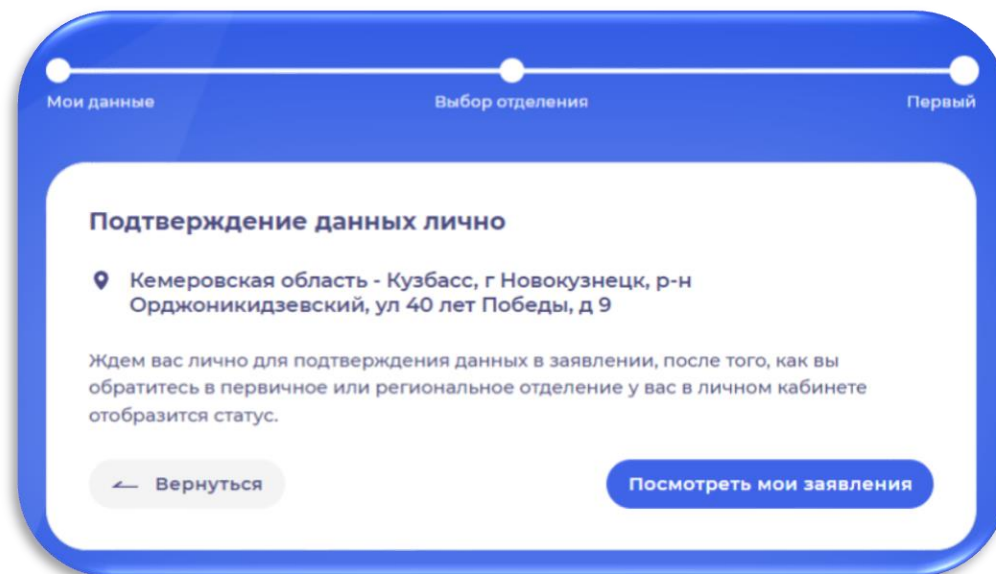 Мои данные Выбор отделения Первый
Подтверждение данных лично
Кемеровская область - Кузбасс, г Новокузнецк, р-н
Орджоникидзевский, ул 40 лет Победы, д 9
Ждем вас лично для подтверждения данных в заявлении, после того, как вы
обратитесь в первичное или региональное отделение у вас в личном кабинете
отобразится статус.
Вернуться Посмотреть мои заявления